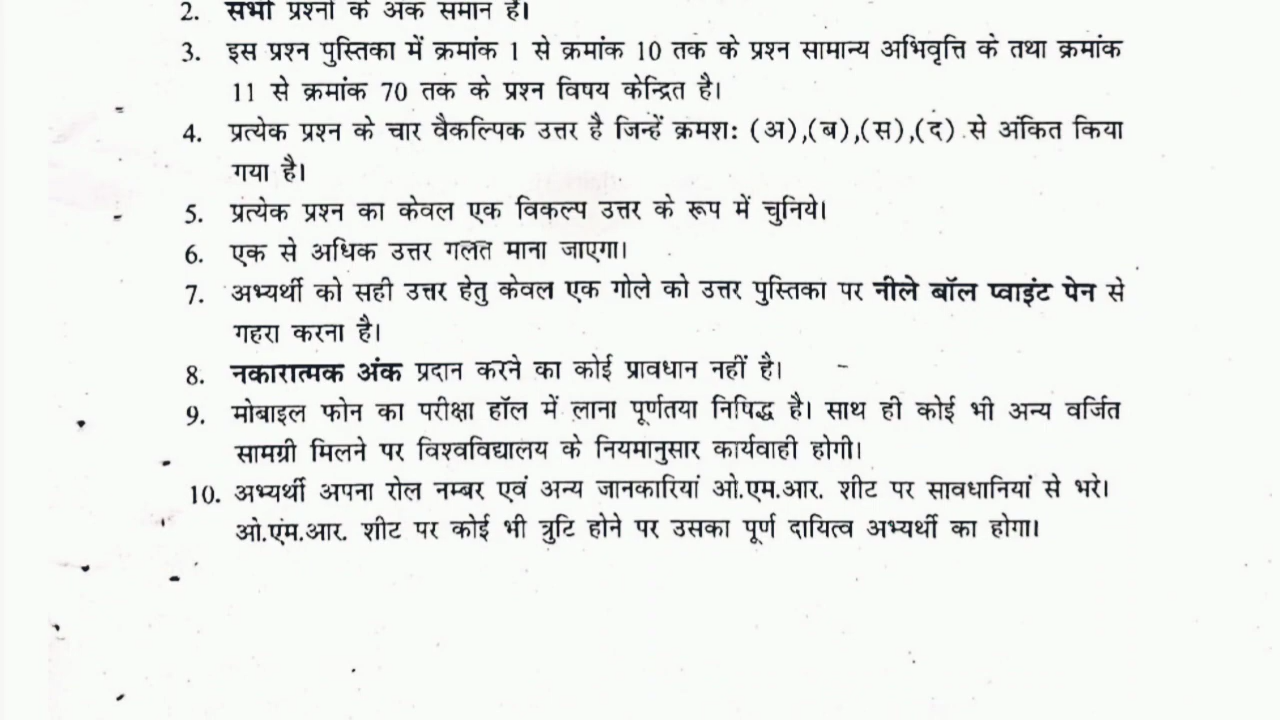 2. सभी प्रश्नों के अंक समान हैं।
3. इस प्रश्न पुस्तिका में क्रमांक 1 से क्रमांक 10 तक के प्रश्न सामान्य अभिवृत्ति के तथा क्रमांक
11 से क्रमांक 70 तक के प्रश्न विषय केन्द्रित है।
4. प्रत्येक प्रश्न के चार वैकल्पिक उत्तर है जिन्हें क्रमशः (अ),(ब),(स),(द) से अंकित किया
गया है।
5. प्रत्येक प्रश्न का केवल एक विकल्प उत्तर के रूप में चुनिये।
6. एक से अधिक उत्तर गलत माना जाएगा।
7. अभ्यर्थी को सही उत्तर हेतु केवल एक गोले को उत्तर पुस्तिका पर नीले बॉल प्वाइंट पेन से
गहरा करना है।
8. नकारात्मक अंक प्रदान करने का कोई प्रावधान नहीं है।
9. मोबाइल फोन का परीक्षा हॉल में लाना पूर्णतया निषिद्ध है। साथ ही कोई भी अन्य वर्जित
सामग्री मिलने पर विश्वविद्यालय के नियमानुसार कार्यवाही होगी।
10. अभ्यर्थी अपना रोल नम्बर एवं अन्य जानकारियां ओ.एम.आर. शीट पर सावधानियां से भरे।
ओ.एम.आर. शीट पर कोई भी त्रुटि होने पर उसका पूर्ण दायित्व अभ्यर्थी का होगा।